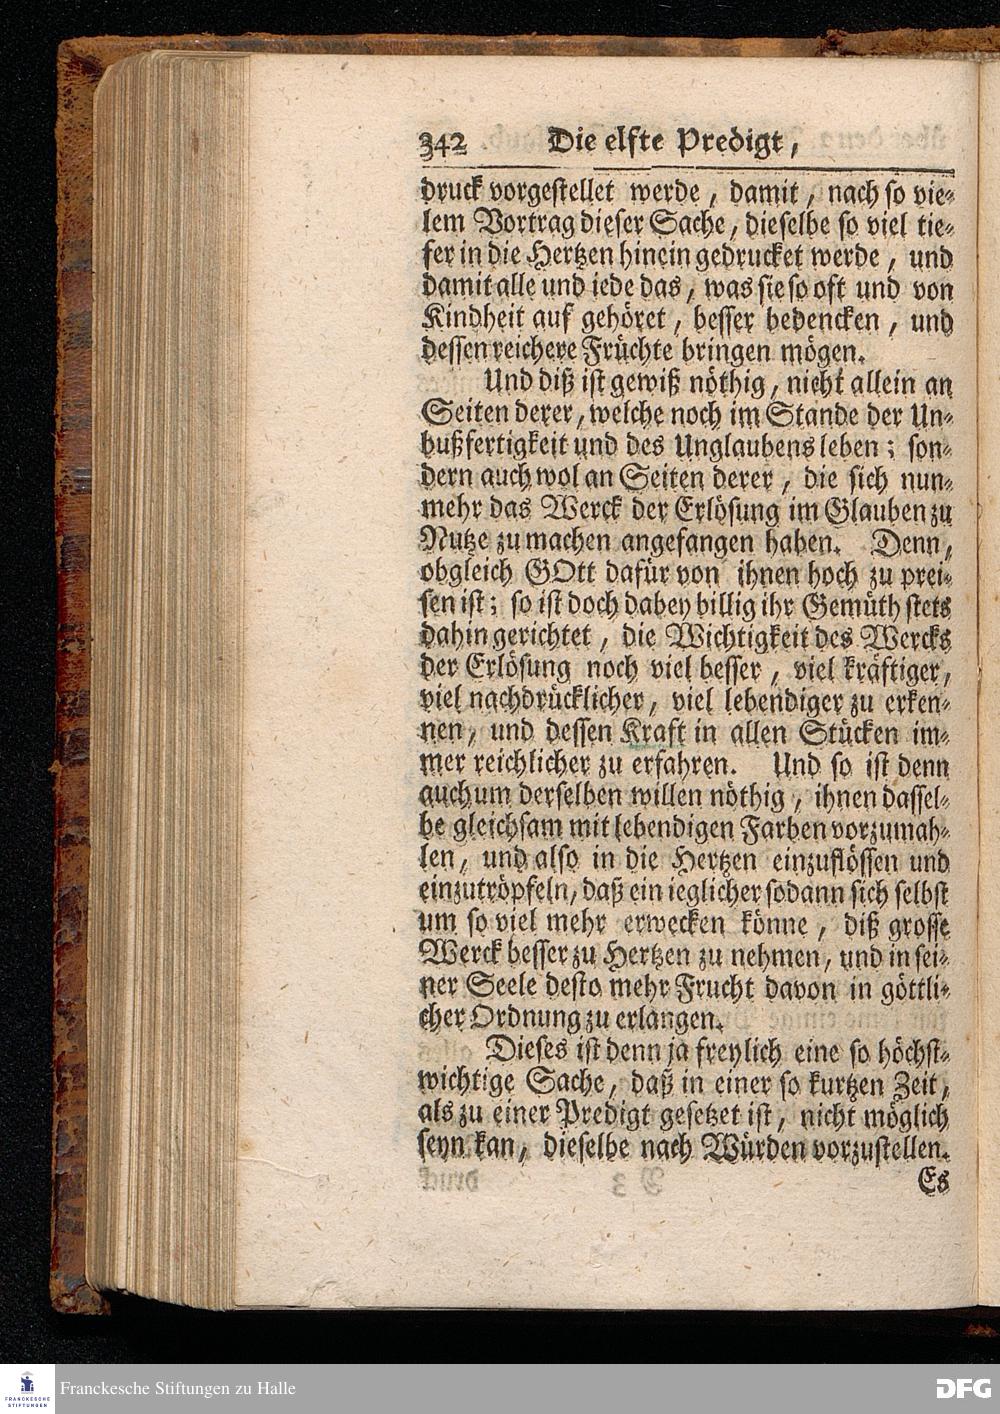 342 Die elfte Predigt,
druck vorgestellet werde, damit, nach so vie-
lem Vortrag dieser Sache, dieselbe so viel tie-
fer in die Hertzen hinein gedrucket werde, und
damit alle und iede das, was sie so oft und von
Kindheit auf gehöret, besser bedencken, und
dessen reichere Früchte bringen mögen.
Und diß ist gewiß nöthig, nicht allein an
Seiten derer, welche noch im Stande der Un-
bußfertigkeit und des Unglaubens leben; son-
dern auch wol an Seiten derer, die sich nun-
mehr das Werck der Erlösung im Glauben zu
Nutze zu machen angefangen haben. Denn,
obgleich GOtt dafür von ihnen hoch zu prei-
sen ist; so ist doch dabey billig ihr Gemüth stets
dahin gerichtet, die Wichtigkeit des Wercks
der Erlösung noch viel besser, viel kräftiger,
viel nachdrücklicher, viel lebendiger zu erken-
nen, und dessen Kraft in allen Stücken im-
mer reichlicher zu erfahren. Und so ist denn
auch um derselben willen nöthig, ihnen dassel-
be gleichsam mit lebendigen Farben vorzumah-
len, und also in die Hertzen einzuflössen und
einzutröpfeln, daß ein ieglicher sodann sich selbst
um so viel mehr erwecken könne, diß grosse
Werck besser zu Hertzen zu nehmen, und in sei-
ner Seele desto mehr Frucht davon in göttli-
cher Ordnung zu erlangen.
Dieses ist denn ja freylich eine so höchst-
wichtige Sache, daß in einer so kurtzen Zeit,
als zu einer Predigt gesetzet ist, nicht möglich
seyn kan, dieselbe nach Würden vorzustellen.
Es
FRANCKESCHE
STIFTUNGEN
Franckesche Stiftungen zu Halle
DFG